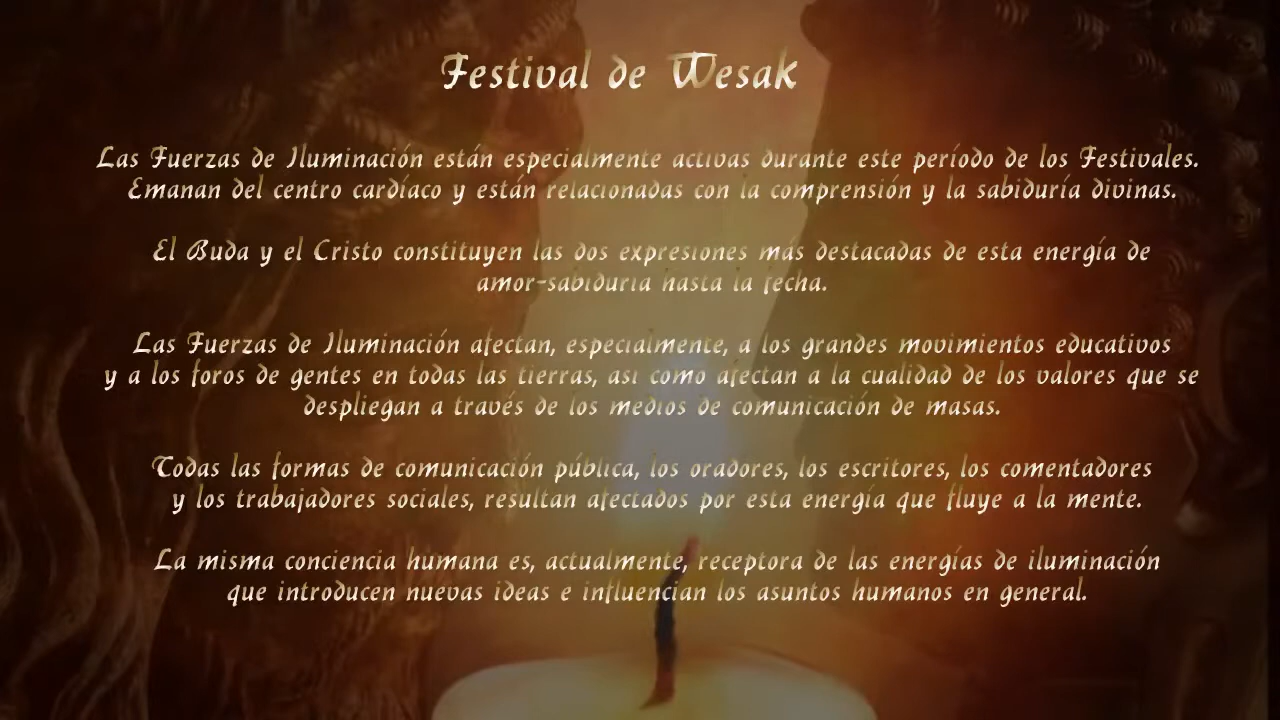 Festival de Wesak
Las Fuerzas de Iluminación están especialmente activas durante este período de los Festivales.
Emanan del centro cardíaco y están relacionadas con la comprensión y la sabiduría divinas.
El Buda y el Cristo constituyen las dos expresiones más destacadas de esta energía de
amor-sabiduría hasta la fecha.
Las Fuerzas de Iluminación afectan, especialmente, a los grandes movimientos educativos
y a los foros de gentes en todas las tierras, así como afectan a la cualidad de los valores que se
despliegan a través de los medios de comunicación de masas.
Todas las formas de comunicación pública, los oradores, los escritores, los comentadores
y los trabajadores sociales, resultan afectados por esta energía que fluye a la mente.
La misma conciencia humana es, actualmente, receptora de las energías de iluminación
que introducen nuevas ideas e influencian los asuntos humanos en general.